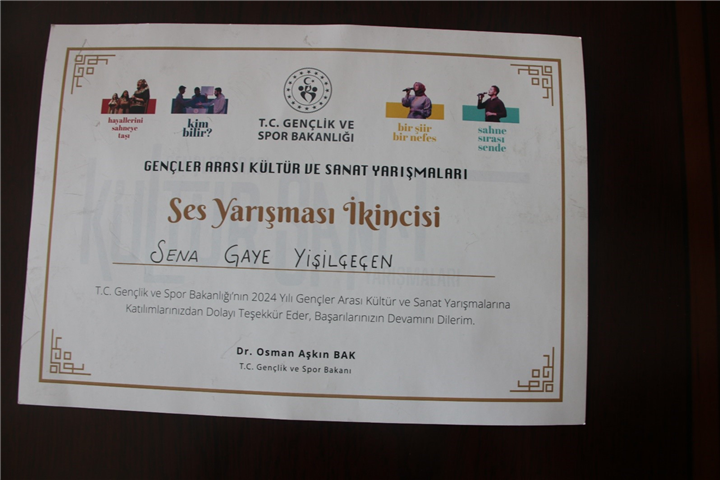 hayallerini
sahneye
taşı
kim
bilir?
T.C. GENÇLİK VE
SPOR BAKANLIĞI
bir şiir
bir nefes
sahne
sırası
sende
GENÇLER ARASI KÜLTÜR VE SANAT YARIŞMALARI
Ses Yarışması İkincisi
SENA GAYE YİŞİLGEÇEN
T.C. Gençlik ve Spor Bakanlığı'nın 2024 Yılı Gençler Arası Kültür ve Sanat Yarışmalarına
Katılımlarınızdan Dolayı Teşekkür Eder, Başarılarınızın Devamını Dilerim.
Dr. Osman Aşkın BAK
T.C. Gençlik ve Spor Bakanı